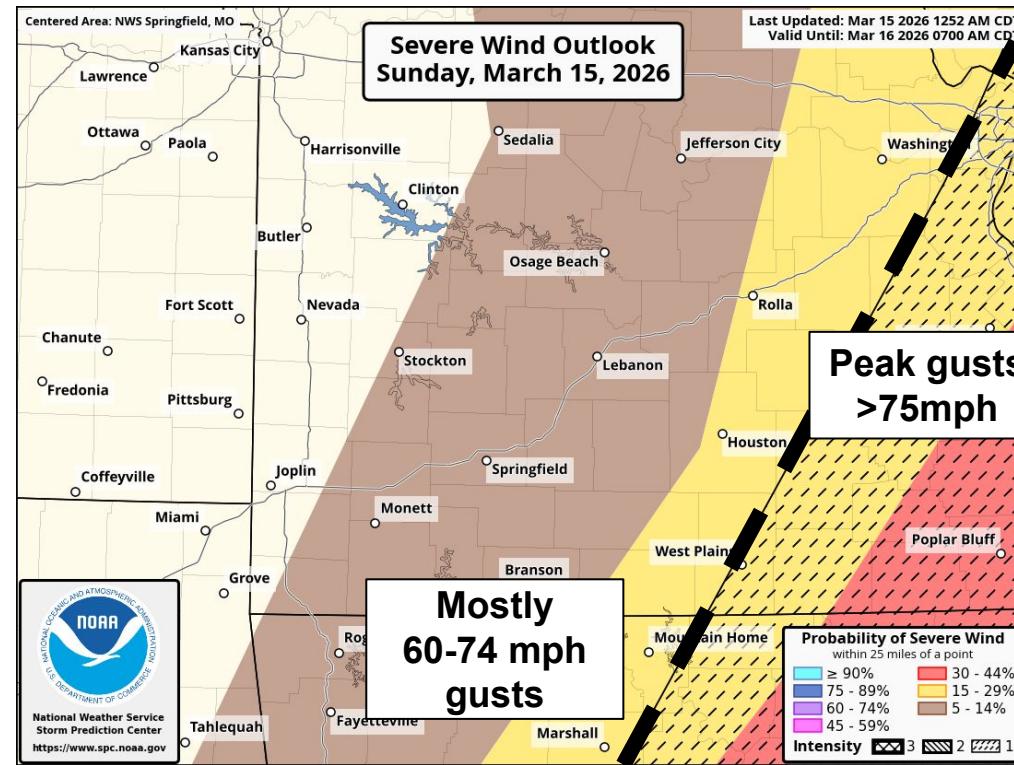 Centered Area: NWS Springfield, MO
Last Updated: Mar 15 2026 1252 AM CDT
Valid Until: Mar 16 2026 0700 AM CDT
Severe Wind Outlook
Sunday, March 15, 2026
Kansas City
Lawrence
Ottawa
Paola
Harrisonville
Sedalia
Jefferson City
Clinton
Butler
Osage Beach
Fort Scott
Nevada
Rolla
Chanute
Stockton
Lebanon
Fredonia
Pittsburg
Peak gusts
>75mph
Houston
Joplin
Springfield
Coffeyville
Monett
Miami
Poplar Bluff
Branson
Grove
Mostly
60-74 mph
gusts
Fayetteville
Tahlequah
Marshall
NOAA
NATIONAL OCEANIC AND ATMOSPHERIC ADMINISTRATION
U.S. DEPARTMENT OF COMMERCE
National Weather Service
Storm Prediction Center
https://www.spc.noaa.gov
Mountain Home
West Plains
Probability of Severe Wind
within 25 miles of a point
≥ 90% 30 - 44%
75 - 89% 15 - 29%
60 - 74% 5 - 14%
45 - 59%
Intensity 3 2 1